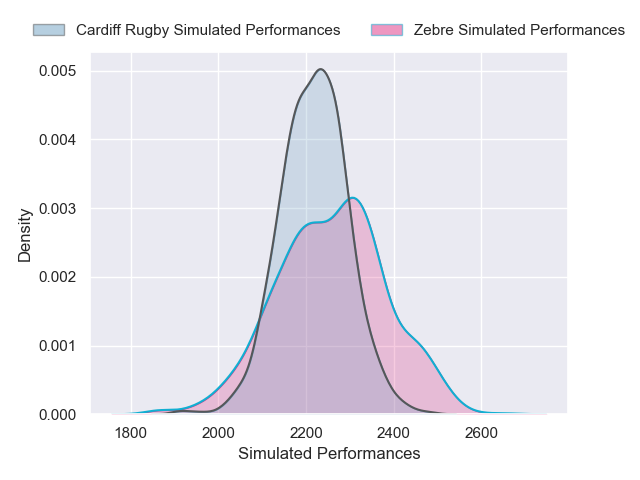 Cardiff Rugby Simulated Performances
Zebre Simulated Performances
0.005
0.004
0.003
0.002
0.001
0.000
Density
1800
2000
2200
2400
2600
Simulated Performances